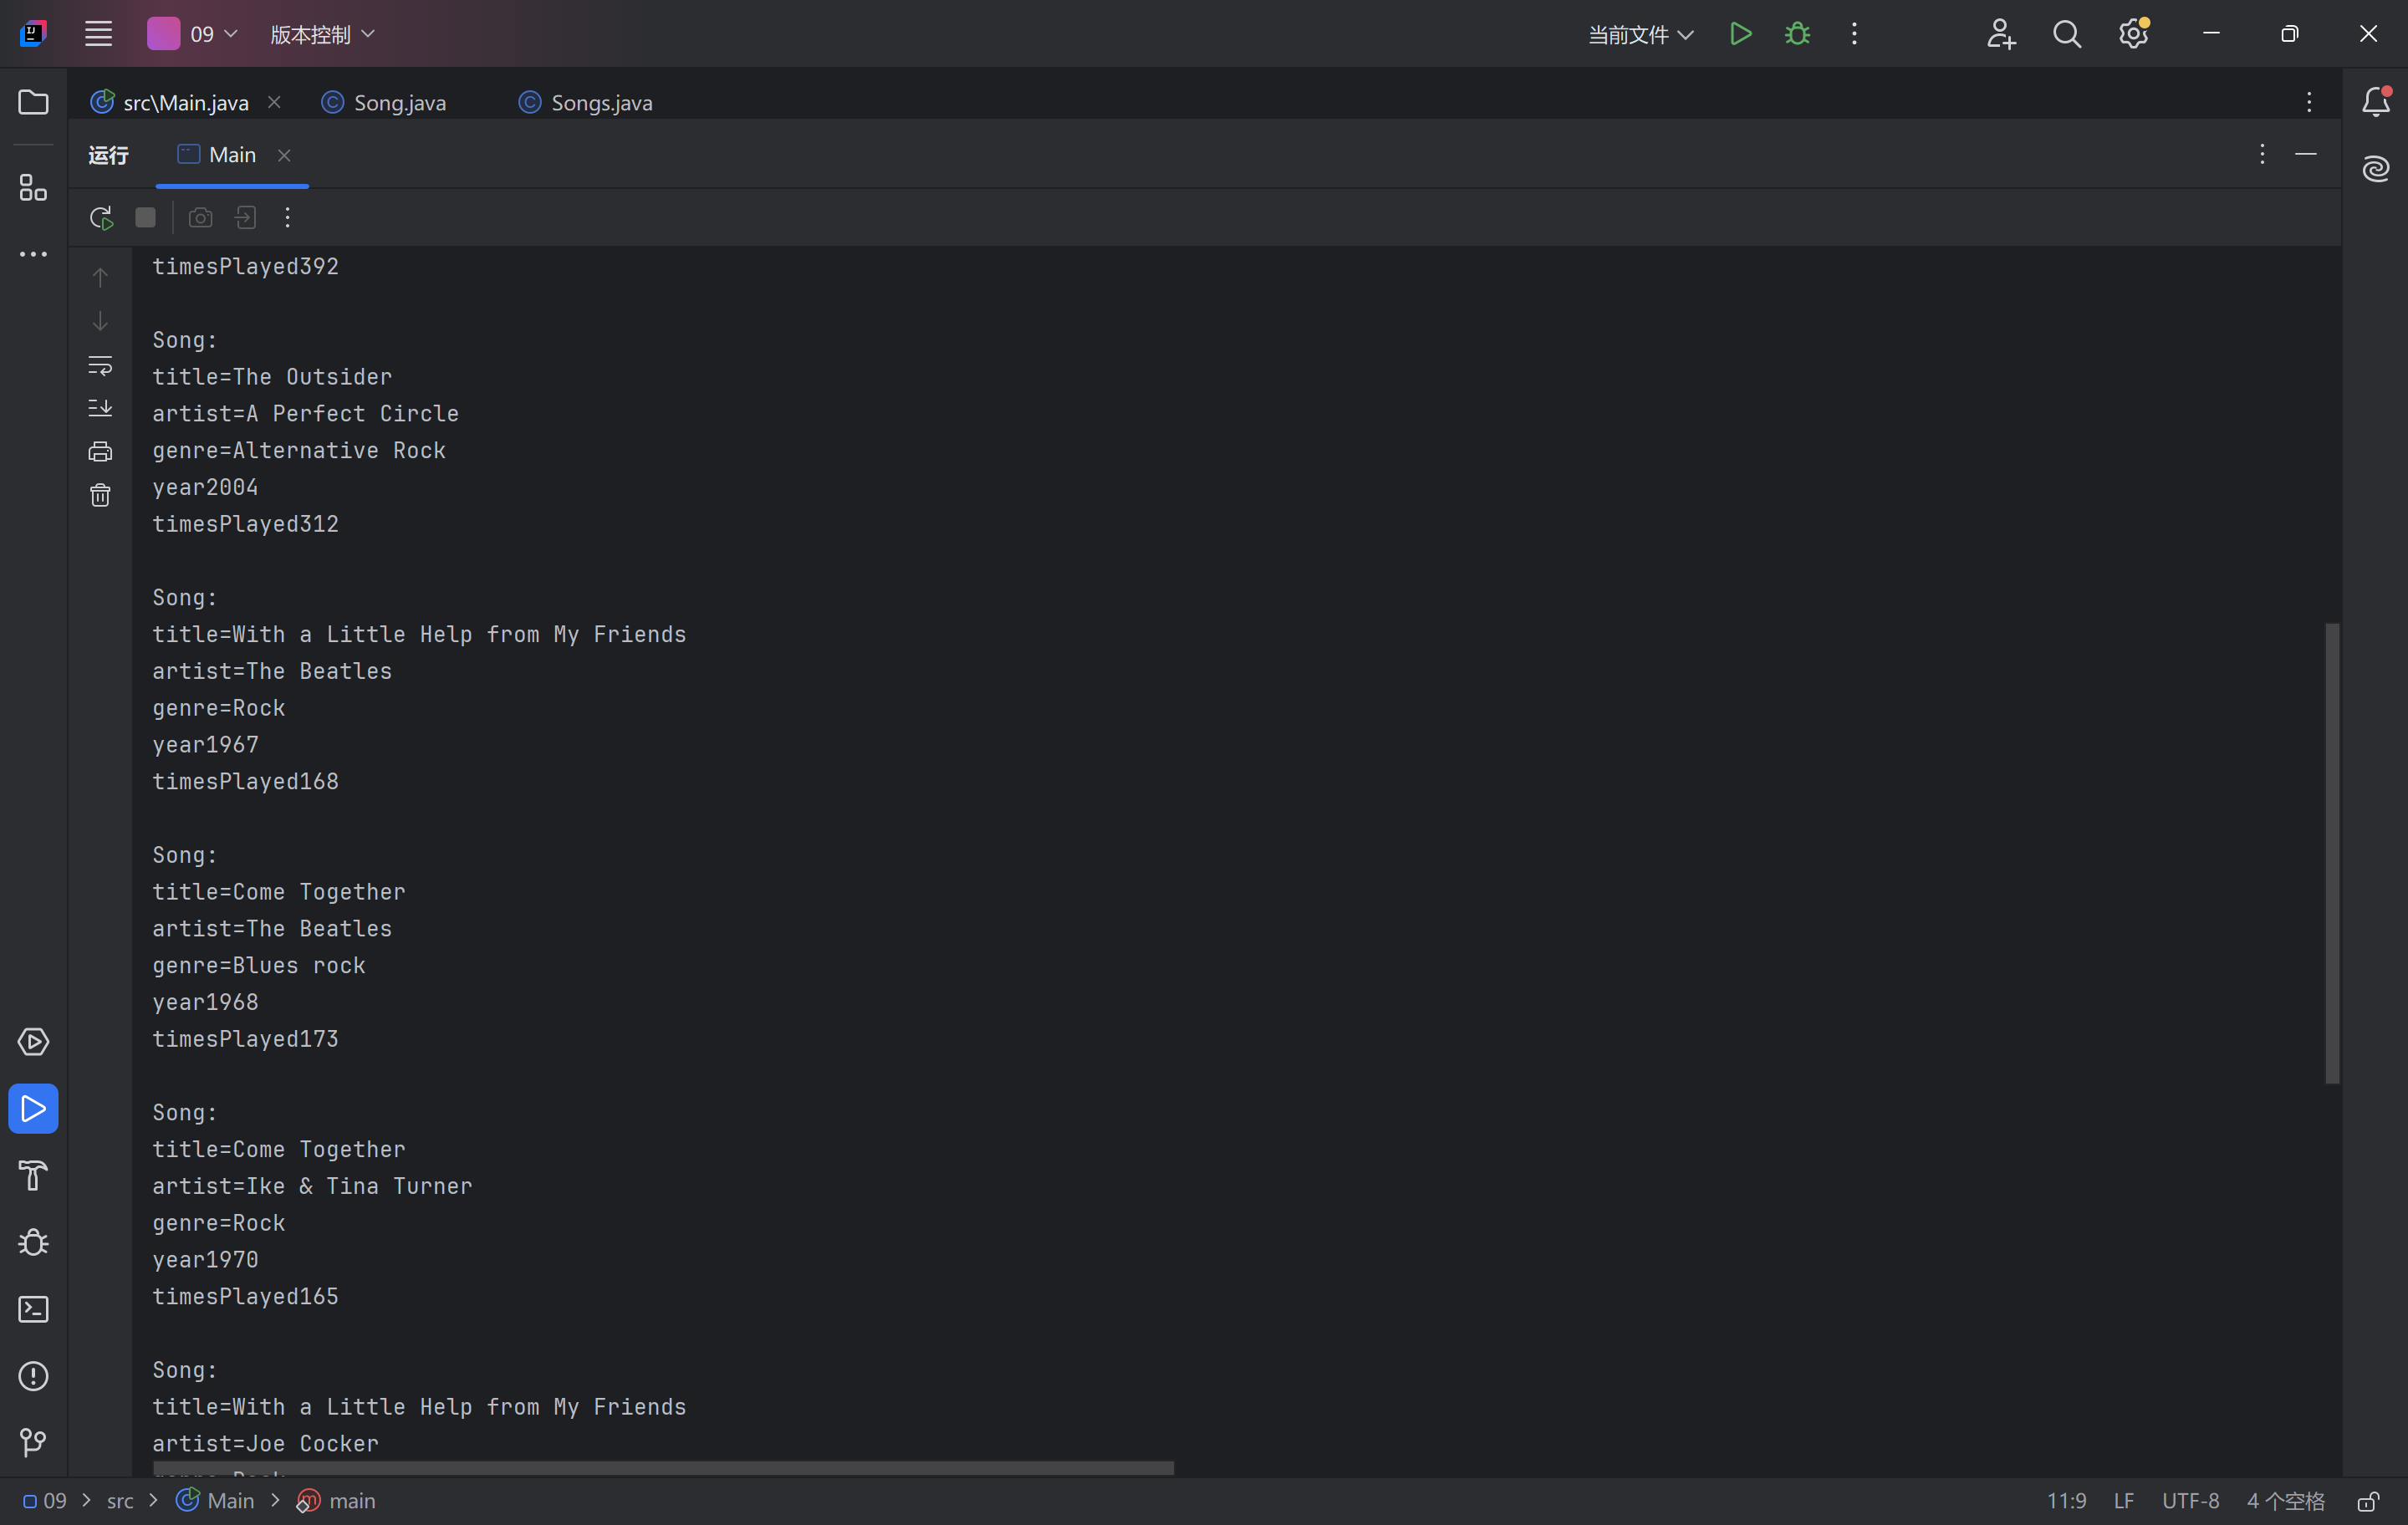 09
版本控制
当前文件
src\Main.java
Song.java
Songs.java
运行
Main
timesPlayed392
Song:
title=The Outsider
artist=A Perfect Circle
genre=Alternative Rock
year2004
timesPlayed312
Song:
title=With a Little Help from My Friends
artist=The Beatles
genre=Rock
year1967
timesPlayed168
Song:
title=Come Together
artist=The Beatles
genre=Blues rock
year1968
timesPlayed173
Song:
title=Come Together
artist=Ike & Tina Turner
genre=Rock
year1970
timesPlayed165
Song:
title=With a Little Help from My Friends
artist=Joe Cocker
09 src Main main
11:9 LF UTF-8 4 个空格